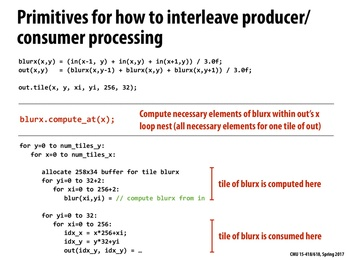 Primitives for how to interleave producer/
consumer processing
blurx(x,y) = (in(x-1, y) + in(x,y) + in(x+1,y)) / 3.0f;
out(x,y) = (blurx(x,y-1) + blurx(x,y) + blurx(x,y+1)) / 3.0f;
out.tile(x, y, xi, yi, 256, 32);
blurx.compute_at(x);
Compute necessary elements of blurx within out's x
loop nest (all necessary elements for one tile of out)
for y=0 to num_tiles_y:
for x=0 to num_tiles_x:
allocate 258x34 buffer for tile blurx
for yi=0 to 32+2:
for xi=0 to 256+2:
blur(xi,yi) = // compute blurx from in
tile of blurx is computed here
for yi=0 to 32:
for xi=0 to 256:
idx_x = x*256+xi;
idx_y = y*32+yi
out(idx_x, idx_y) = …
tile of blurx is consumed here
CMU 15-418/618, Spring 2017